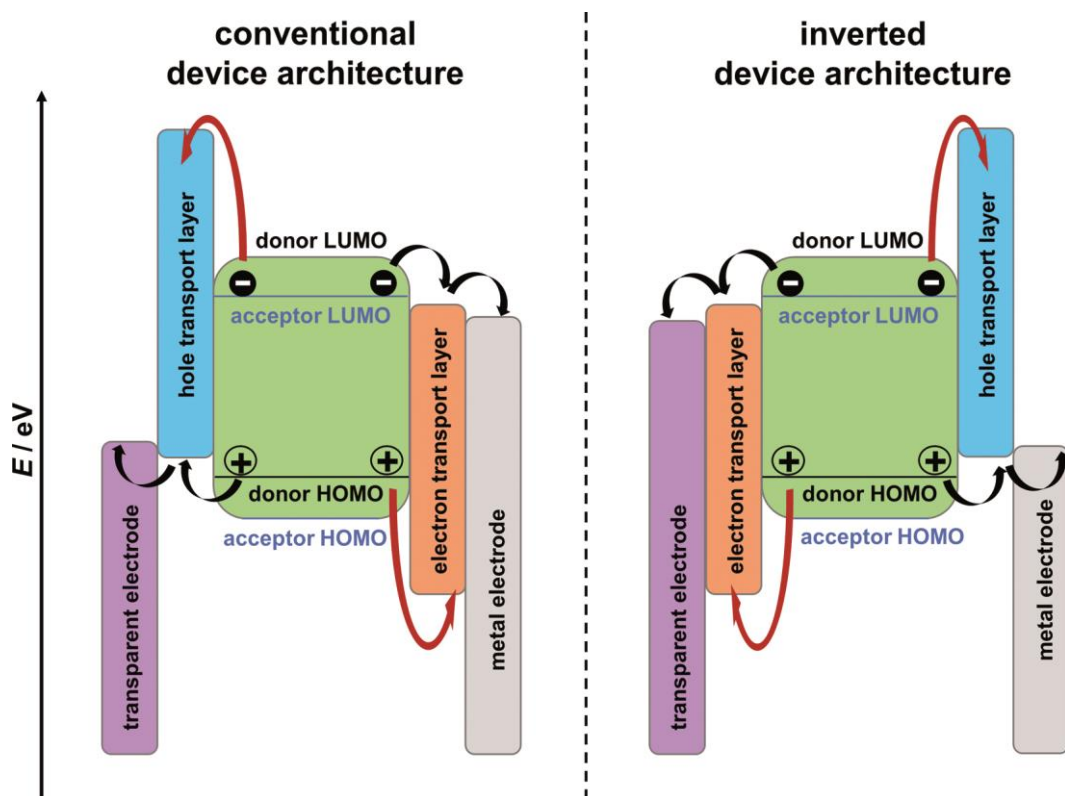 conventional
device architecture
E / eV
hole transport layer
donor LUMO
acceptor LUMO
donor HOMO
acceptor HOMO
transparent electrode
electron transport layer
metal electrode
inverted
device architecture
donor LUMO
acceptor LUMO
donor HOMO
acceptor HOMO
transparent electrode
electron transport layer
hole transport layer
metal electrode